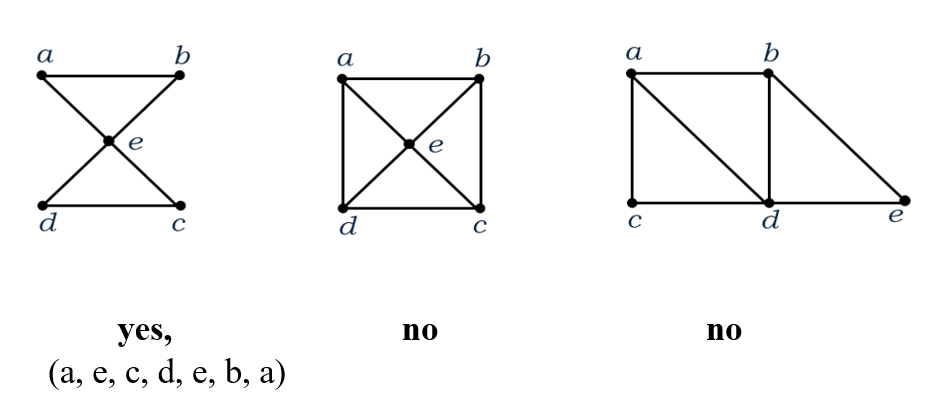 a b
e
d c
a b
e
d c
a b
c d e
yes,
(a, e, c, d, e, b, a)
no
no